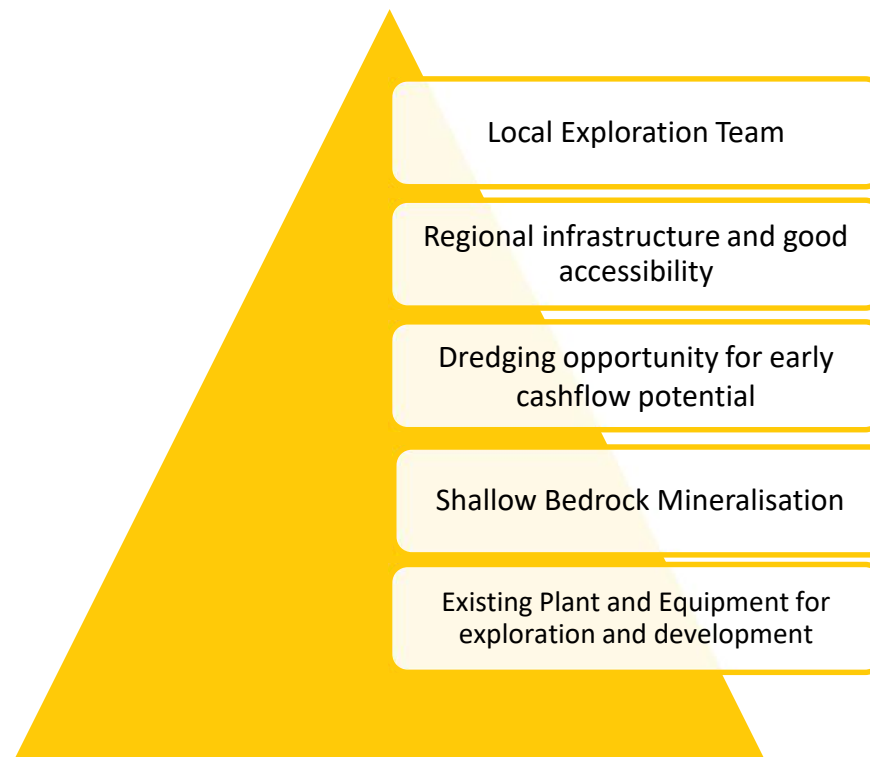 Local Exploration Team
Regional infrastructure and good
accessibility
Dredging opportunity for early
cashflow potential
Shallow Bedrock Mineralisation
Existing Plant and Equipment for
exploration and development